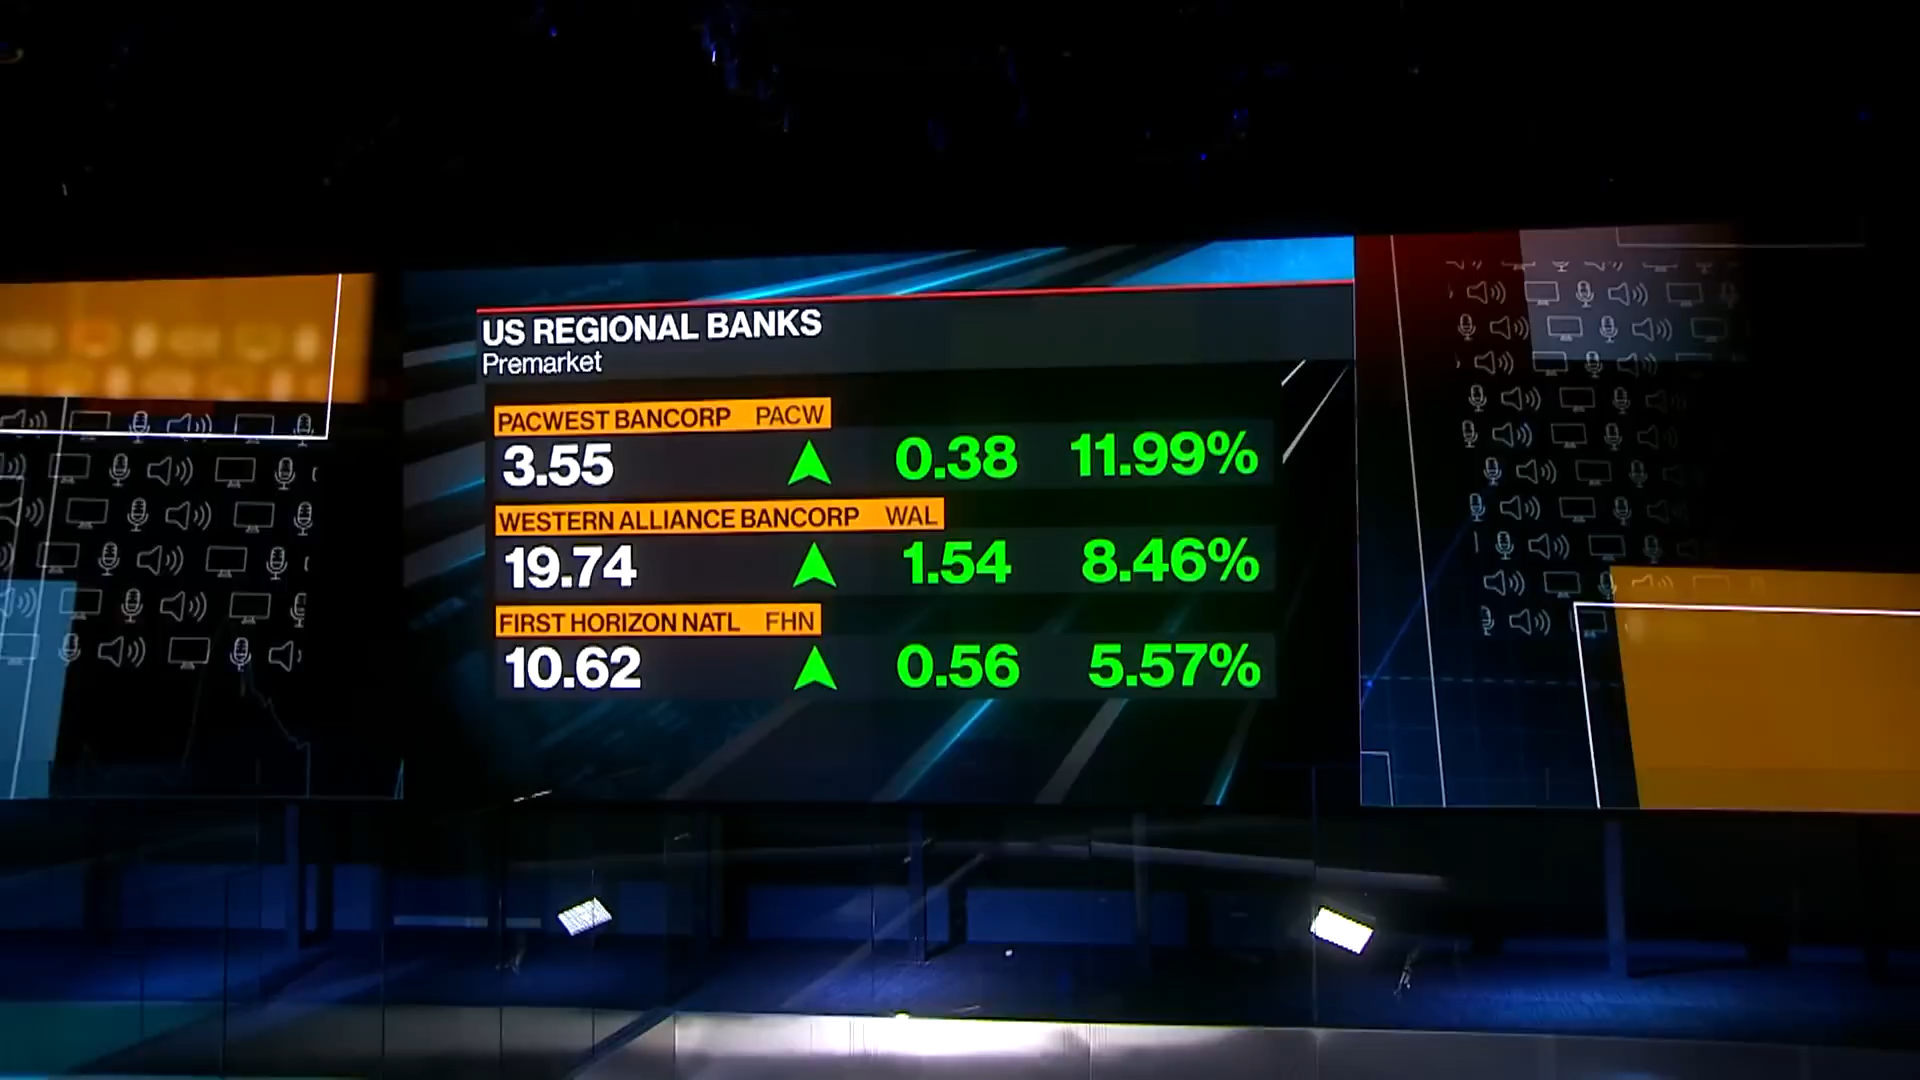 US REGIONAL BANKS
Premarket
PACWEST BANCORP PACW
3.55 0.38 11.99%
WESTERN ALLIANCE BANCORP WAL
19.74 1.54 8.46%
FIRST HORIZON NATL FHN
10.62 0.56 5.57%